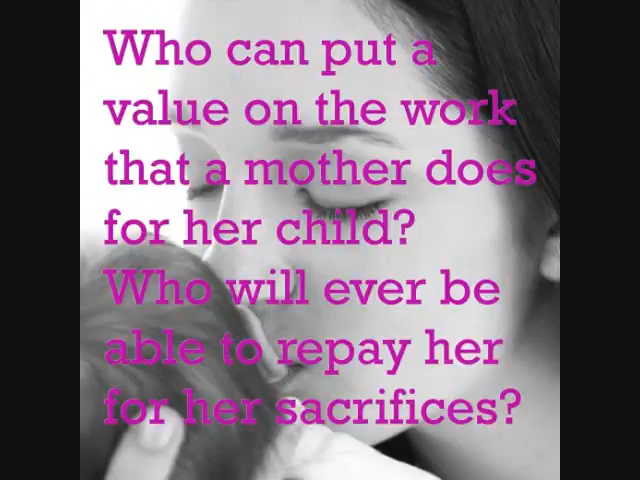 Who can put a
value on the work
that a mother does
for her child?
Who will ever be
able to repay her
for her sacrifices?